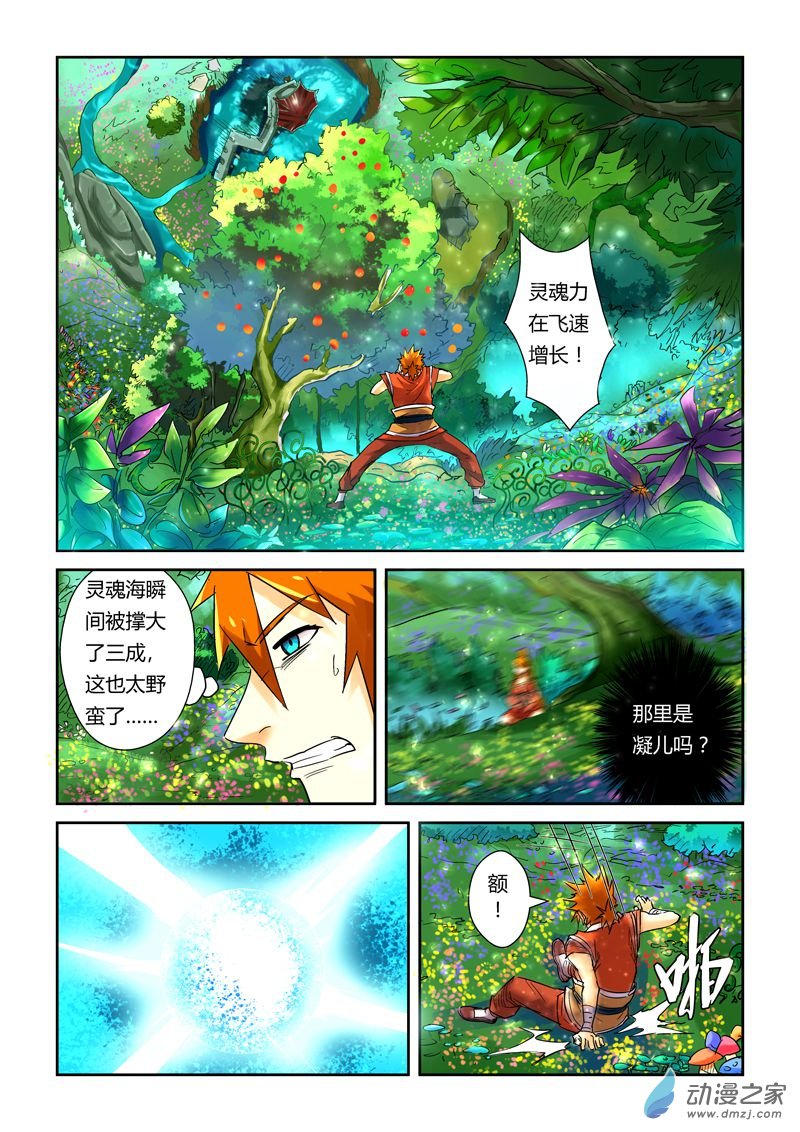 灵魂力
在飞速
增长！
灵魂海瞬
间被撑大
了三成，
这也太野
蛮了……
那里是
凝儿吗？
额
！
啪
动漫之家
www.dmzj.com